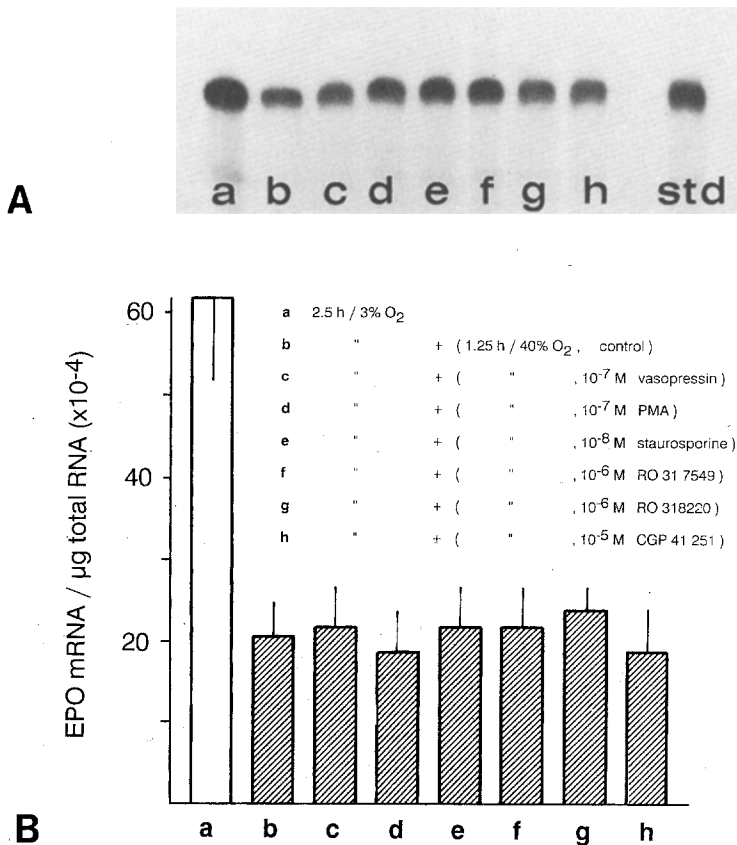 A
a b c d e f g h std
B
EPO mRNA / µg total RNA (x10-4)
60
40
20
a 2.5 h / 3% O2
b " + ( 1.25 h / 40% O2 , control )
c " + ( " , 10-7 M vasopressin )
d " + ( " , 10-7 M PMA )
e " + ( " , 10-8 M staurosporine )
f " + ( " , 10-6 M RO 31 7549 )
g " + ( " , 10-6 M RO 318220 )
h " + ( " , 10-5 M CGP 41 251 )
a b c d e f g h